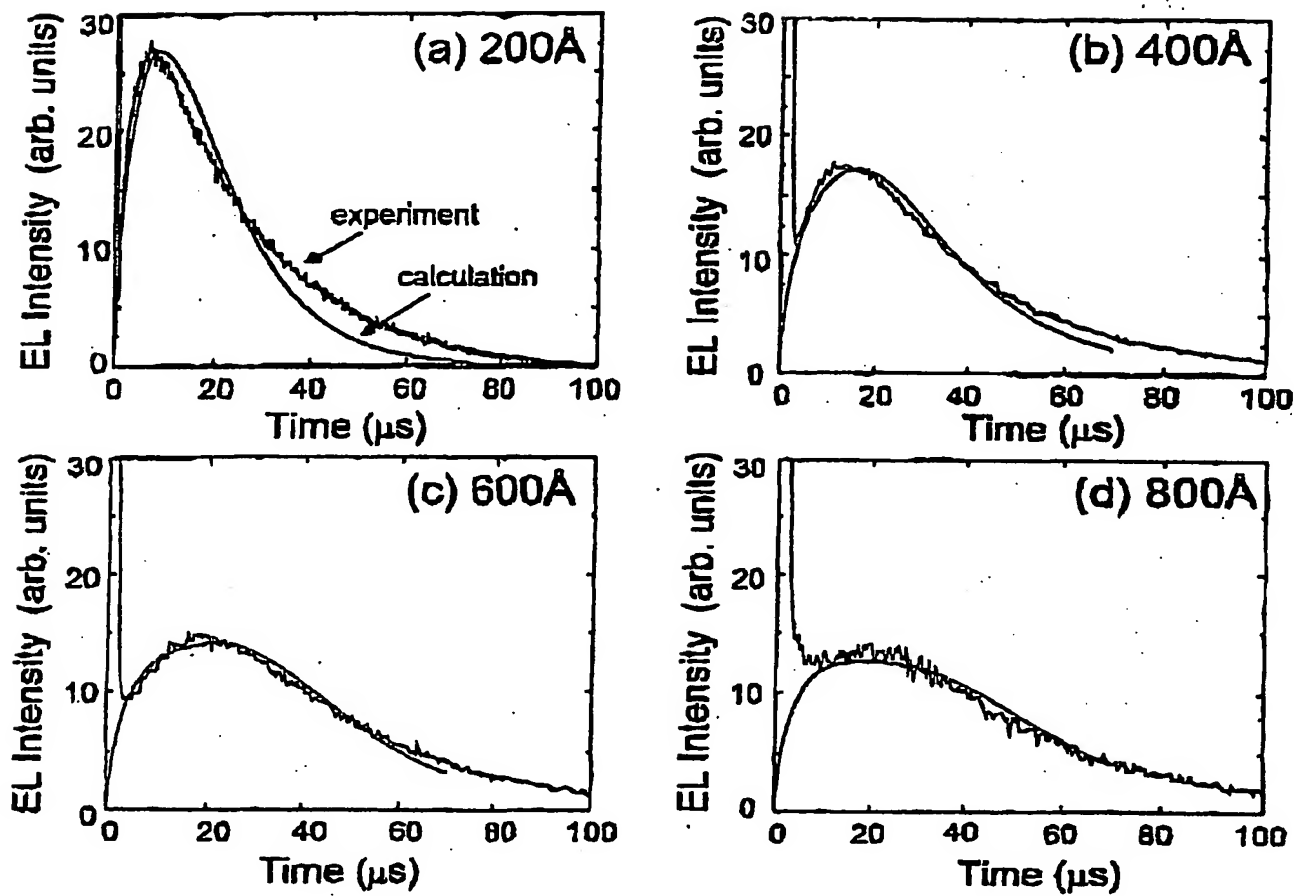 (a) 200Å
EL Intensity (arb. units)
30
20
10
0
experiment
calculation
0 20 40 60 80 100
Time (μs)
(b) 400Å
EL Intensity (arb. units)
30
20
10
0
0 20 40 60 80 100
Time (μs)
(c) 600Å
EL Intensity (arb. units)
30
20
10
0
0 20 40 60 80 100
Time (μs)
(d) 800Å
EL Intensity (arb. units)
30
20
10
0
0 20 40 60 80 100
Time (μs)